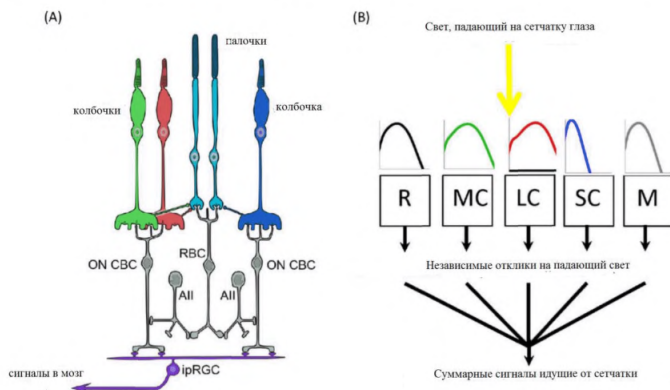 (A)
палочки
колбочки
колбочка
ON CBC
RBC
ON CBC
AII
AII
ipRGC
сигналы в мозг
(B)
Свет, падающий на сетчатку глаза
R
MC
LC
SC
M
Независимые отклики на падающий свет
Суммарные сигналы идущие от сетчатки